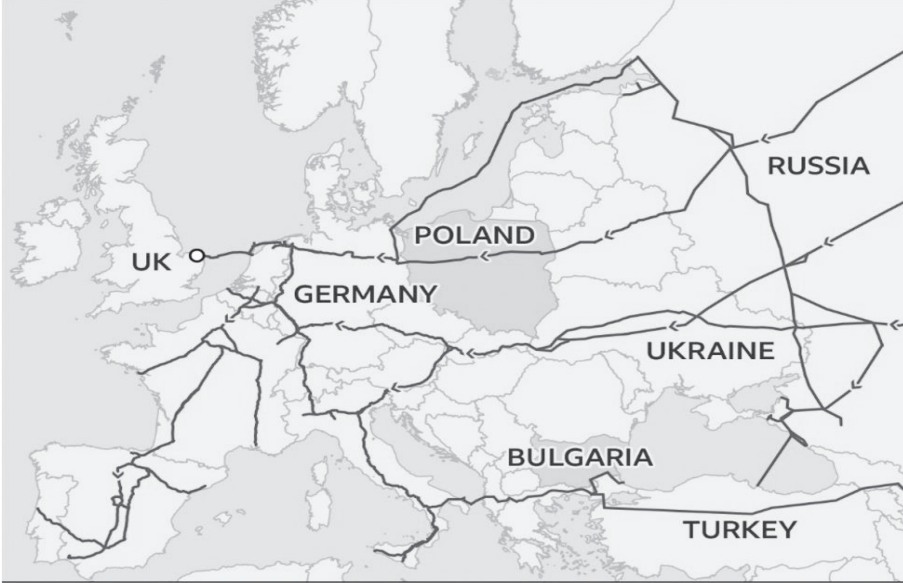 RUSSIA
POLAND
UK
GERMANY
UKRAINE
BULGARIA
TURKEY